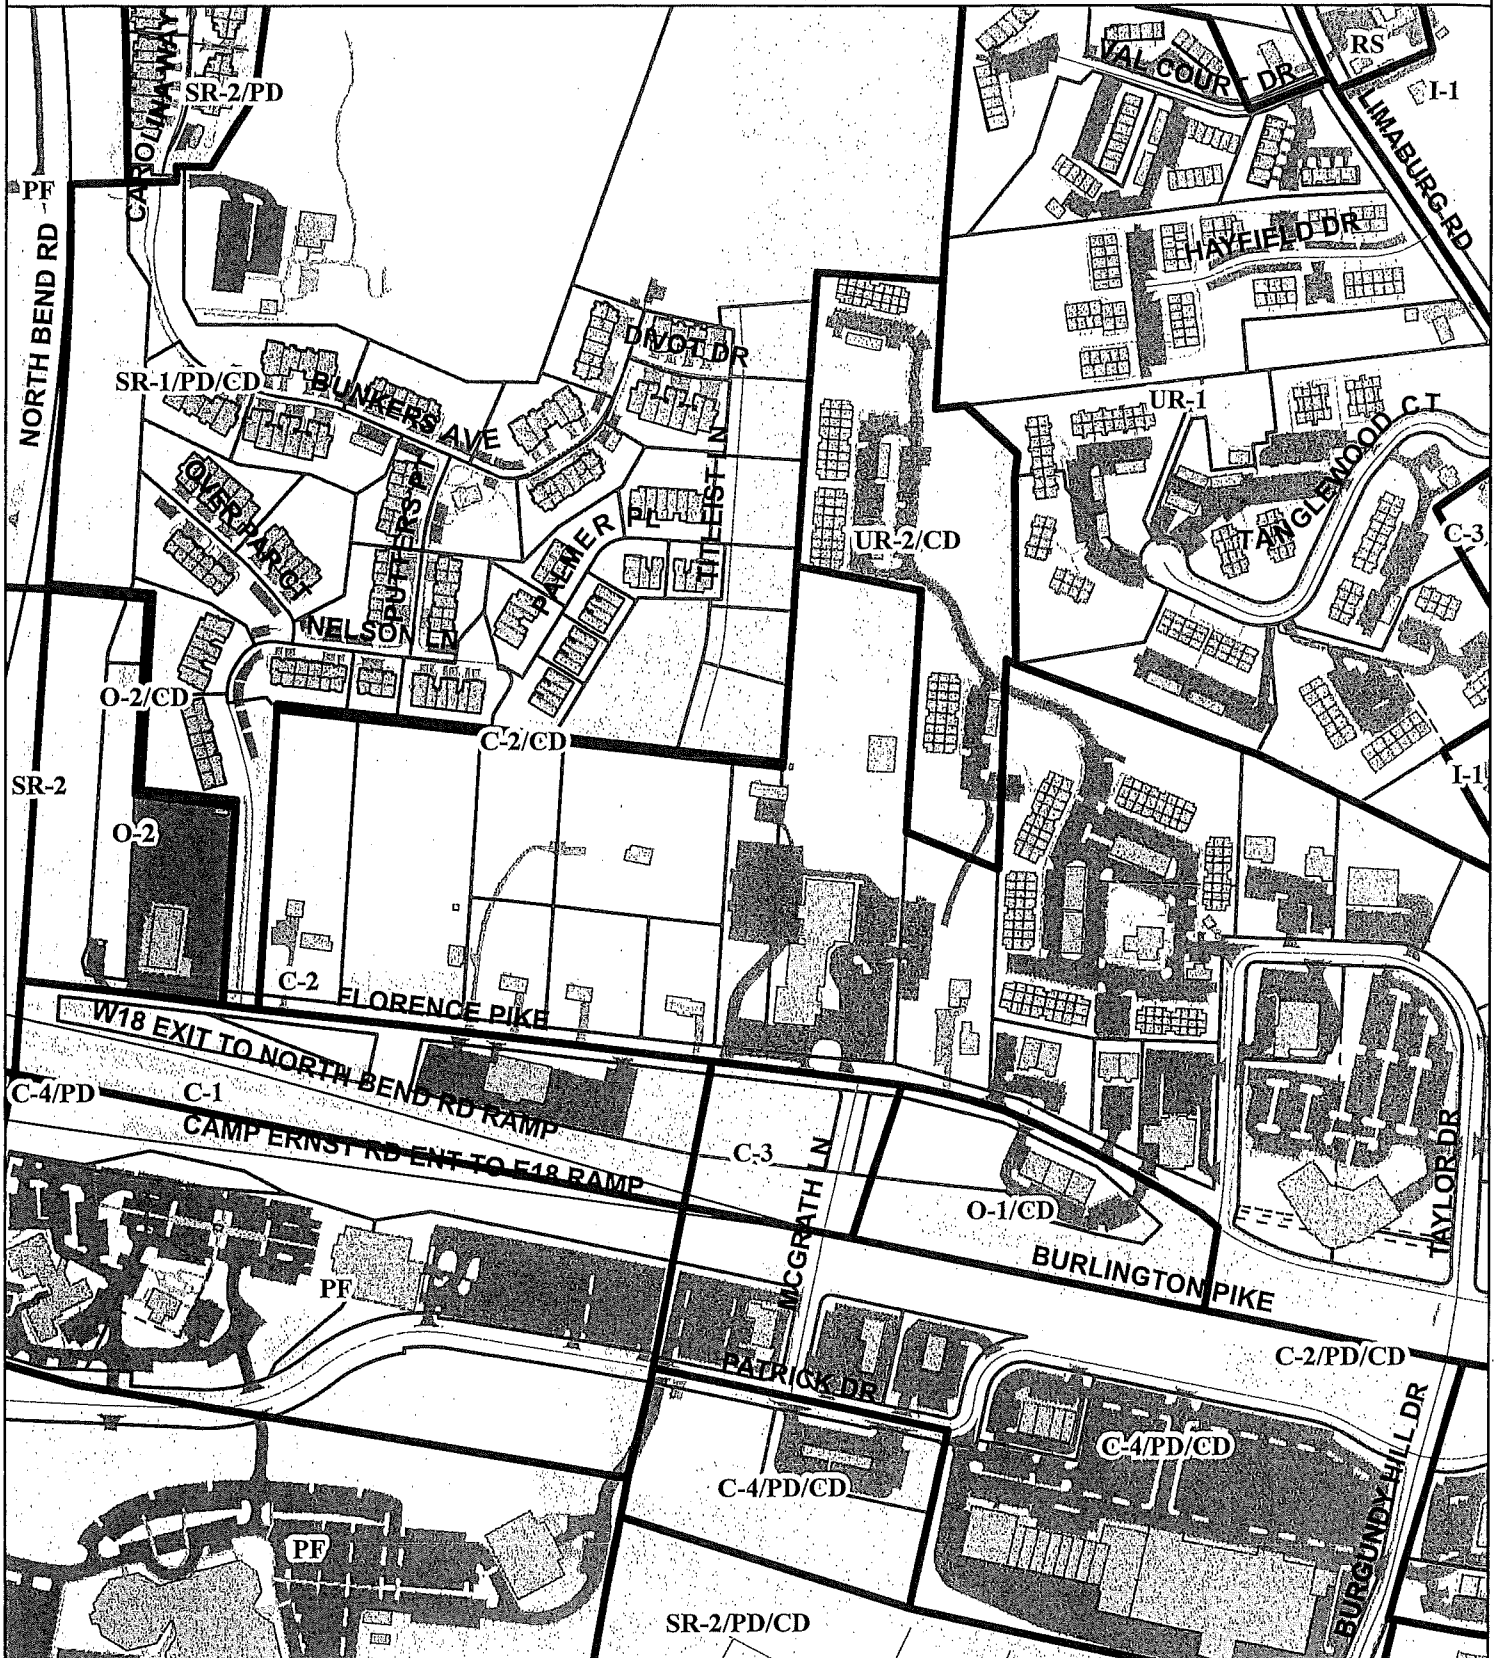 CAROLINA WAY
SR-2/PD
VAL COURT DR
RS
I-1
LIMABURG RD
PF
NORTH BEND RD
HAYFIELD DR
DIVOT DR
SR-1/PD/CD
BUNKERS AVE
UR-1
TANGLEWOOD CT
OVER PAR CT
PUTTERS PL
PALMER PL
TITLEIST LN
UR-2/CD
C-3
NELSON LN
O-2/CD
C-2/CD
SR-2
I-1
O-2
C-2
FLORENCE PIKE
W18 EXIT TO NORTH BEND RD RAMP
C-4/PD
C-1
CAMP ERNST RD ENT TO E18 RAMP
C-3
MCGRATH LN
O-1/CD
TAYLOR DR
BURLINGTON PIKE
PF
PATRICK DR
C-2/PD/CD
C-4/PD/CD
C-4/PD/CD
BURGUNDY HILL DR
PF
SR-2/PD/CD